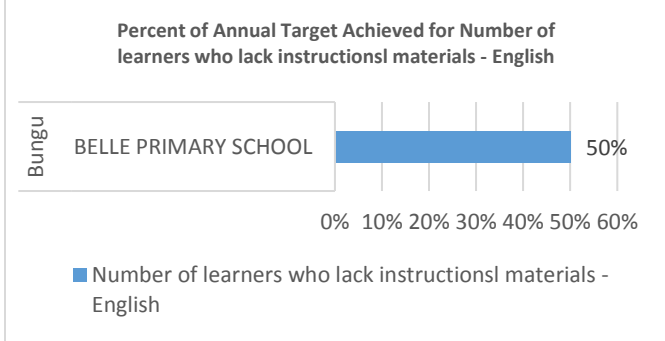 Percent of Annual Target Achieved for Number of
learners who lack instructionsl materials - English
Bungu
BELLE PRIMARY SCHOOL
50%
0% 10% 20% 30% 40% 50% 60%
Number of learners who lack instructionsl materials -
English